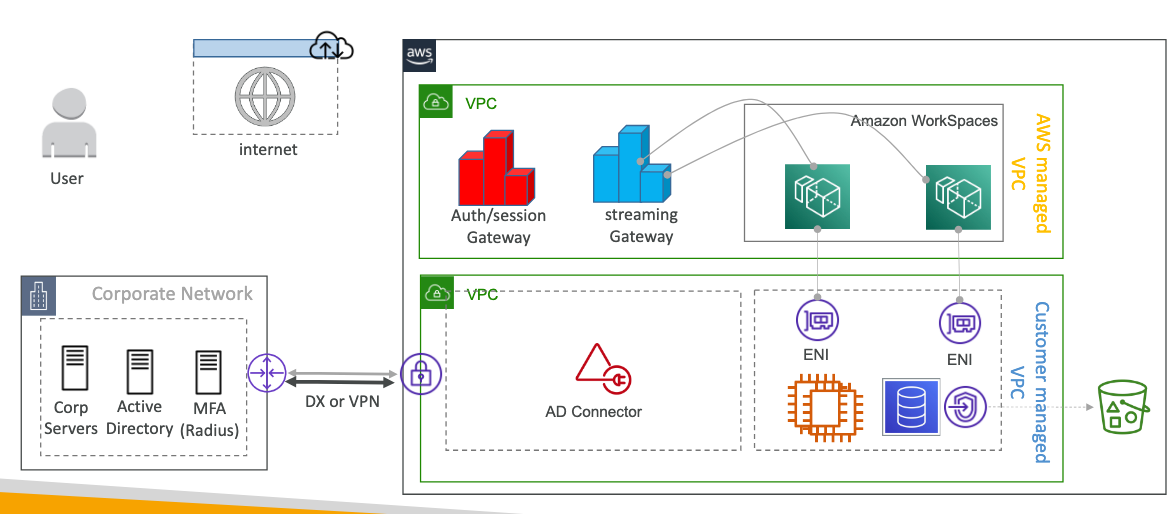 aws
VPC
Amazon WorkSpaces
AWS managed
VPC
internet
User
Auth/session
Gateway
streaming
Gateway
Corporate Network
VPC
Customer managed
VPC
ENI
ENI
Corp
Servers
Active
Directory
MFA
(Radius)
DX or VPN
AD Connector